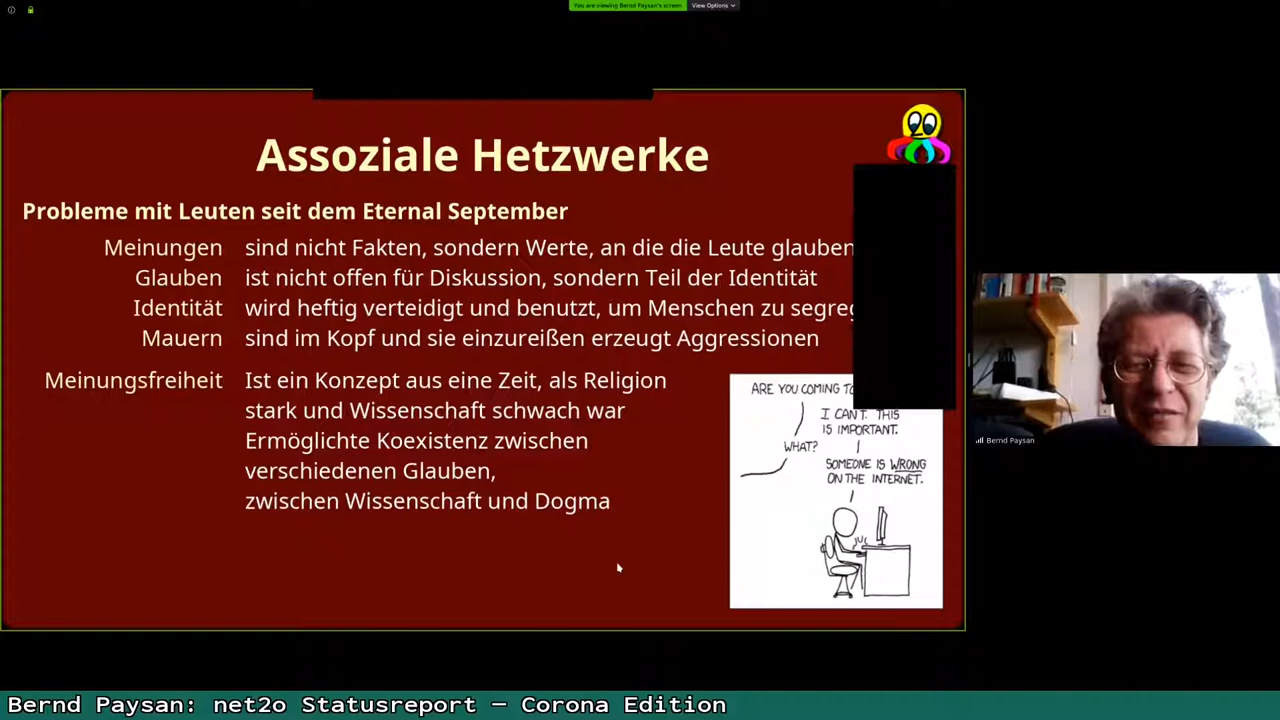 You are viewing Bernd Paysan's screen
View Options
Assoziale Hetzwerke
Probleme mit Leuten seit dem Eternal September
Meinungen sind nicht Fakten, sondern Werte, an die die Leute glauben
Glauben ist nicht offen für Diskussion, sondern Teil der Identität
Identität wird heftig verteidigt und benutzt, um Menschen zu
Mauern sind im Kopf und sie einzureißen erzeugt Aggressionen
Meinungsfreiheit Ist ein Konzept aus eine Zeit, als Religion
stark und Wissenschaft schwach war
Ermöglichte Koexistenz zwischen
verschiedenen Glauben,
zwischen Wissenschaft und Dogma
ARE YOU COMING
I CAN'T. THIS
IS IMPORTANT.
WHAT?
SOMEONE IS WRONG
ON THE INTERNET.
Bernd Paysan
Bernd Paysan: net2o Statusreport — Corona Edition